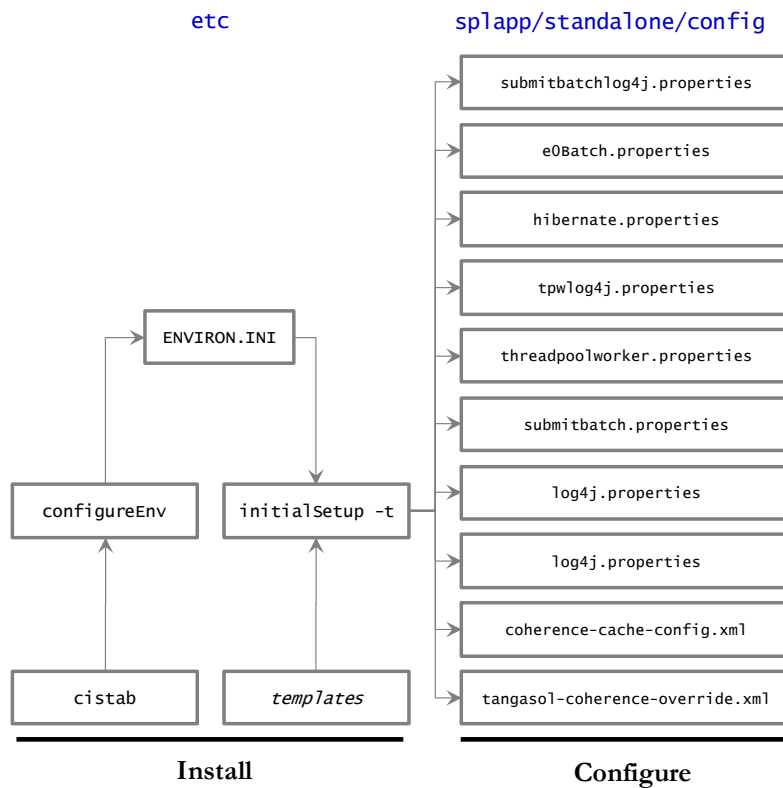 etc
splapp/standalone/config
submitbatchlog4j.properties
e0Batch.properties
hibernate.properties
tpwlog4j.properties
ENVIRON.INI
threadpoolworker.properties
submitbatch.properties
configureEnv
initialSetup –t
log4j.properties
log4j.properties
coherence-cache-config.xml
cistab
templates
tangasol-coherence-override.xml
Install
Configure